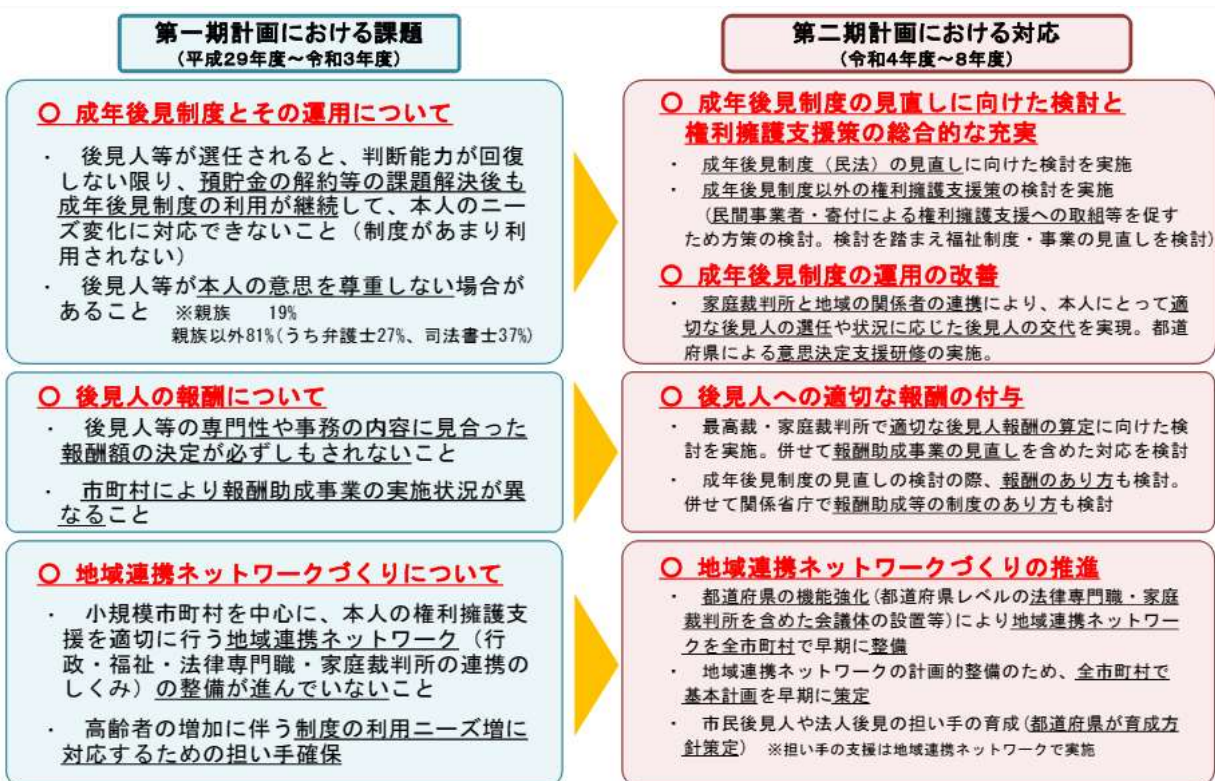 第一期計画における課題
(平成29年度～令和3年度)
〇 成年後見制度とその運用について
・ 後見人等が選任されると、判断能力が回復
しない限り、預貯金の解約等の課題解決後も
成年後見制度の利用が継続して、本人のニー
ズ変化に対応できないこと（制度があまり利
用されない）
・ 後見人等が本人の意思を尊重しない場合が
あること ※親族 19%
親族以外81%(うち弁護士27%、司法書士37%)
〇 後見人の報酬について
・ 後見人等の専門性や事務の内容に見合った
報酬額の決定が必ずしもされないこと
・ 市町村により報酬助成事業の実施状況が異
なること
〇 地域連携ネットワークづくりについて
・ 小規模市町村を中心に、本人の権利擁護支
援を適切に行う地域連携ネットワーク（行
政・福祉・法律専門職・家庭裁判所の連携の
しくみ）の整備が進んでいないこと
・ 高齢者の増加に伴う制度の利用ニーズ増に
対応するための担い手確保
第二期計画における対応
(令和4年度～8年度)
〇 成年後見制度の見直しに向けた検討と
権利擁護支援策の総合的な充実
・ 成年後見制度（民法）の見直しに向けた検討を実施
・ 成年後見制度以外の権利擁護支援策の検討を実施
（民間事業者・寄付による権利擁護支援への取組等を促す
ため方策の検討。検討を踏まえ福祉制度・事業の見直しを検討)
〇 成年後見制度の運用の改善
・ 家庭裁判所と地域の関係者の連携により、本人にとって適
切な後見人の選任や状況に応じた後見人の交代を実現。都道
府県による意思決定支援研修の実施。
〇 後見人への適切な報酬の付与
・ 最高裁・家庭裁判所で適切な後見人報酬の算定に向けた検
討を実施。併せて報酬助成事業の見直しを含めた対応を検討
・ 成年後見制度の見直しの検討の際、報酬のあり方も検討。
併せて関係省庁で報酬助成等の制度のあり方も検討
〇 地域連携ネットワークづくりの推進
・ 都道府県の機能強化(都道府県レベルの法律専門職・家庭
裁判所を含めた会議体の設置等)により地域連携ネットワー
クを全市町村で早期に整備
・ 地域連携ネットワークの計画的整備のため、全市町村で
基本計画を早期に策定
・ 市民後見人や法人後見の担い手の育成(都道府県が育成方
針策定) ※担い手の支援は地域連携ネットワークで実施